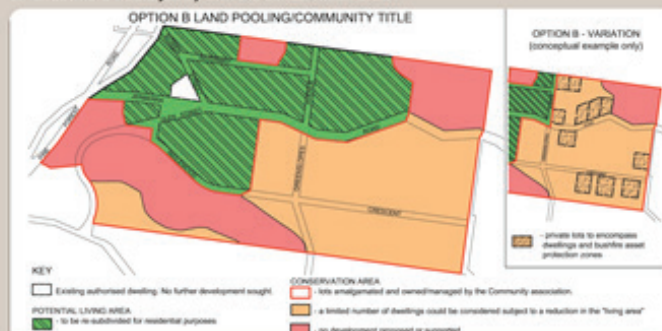 OPTION B LAND POOLING/COMMUNITY TITLE
OPTION B - VARIATION
(conceptual example only)
CRESCENT
- private lots to encompass
dwellings and bushfire asset
protection zones.
KEY
Existing authorised dwelling. No further development sought.
POTENTIAL LIVING AREA
- to be re-subdivided for residential purposes
CONSERVATION AREA
- lots amalgamated and owned/managed by the Community association.
- a limited number of dwellings could be considered subject to a reduction in the "living area"
- no development proposed or supported